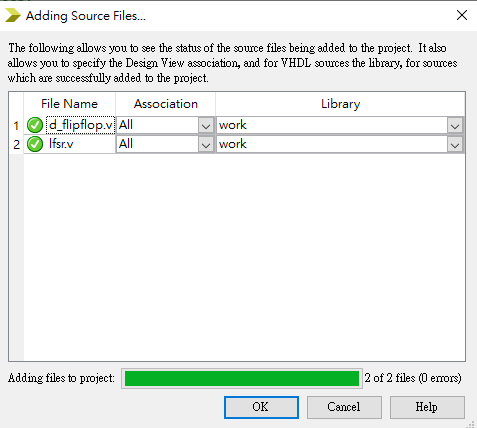 Adding Source Files...
The following allows you to see the status of the source files being added to the project.  It also
allows you to specify the Design View association, and for VHDL sources the library, for sources
which are successfully added to the project.
File Name Association Library
1 d_flipflop.v All work
2 lfsr.v All work
Adding files to project: 2 of 2 files (0 errors)
OK Cancel Help